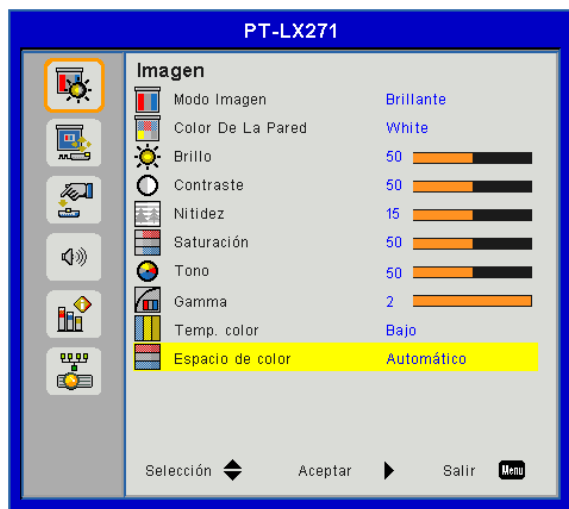 PT-LX271
Imagen
Modo Imagen Brillante
Color De La Pared White
Brillo 50
Contraste 50
Nitidez 15
Saturación 50
Tono 50
Gamma 2
Temp. color Bajo
Espacio de color Automático
Selección Aceptar Salir Menu